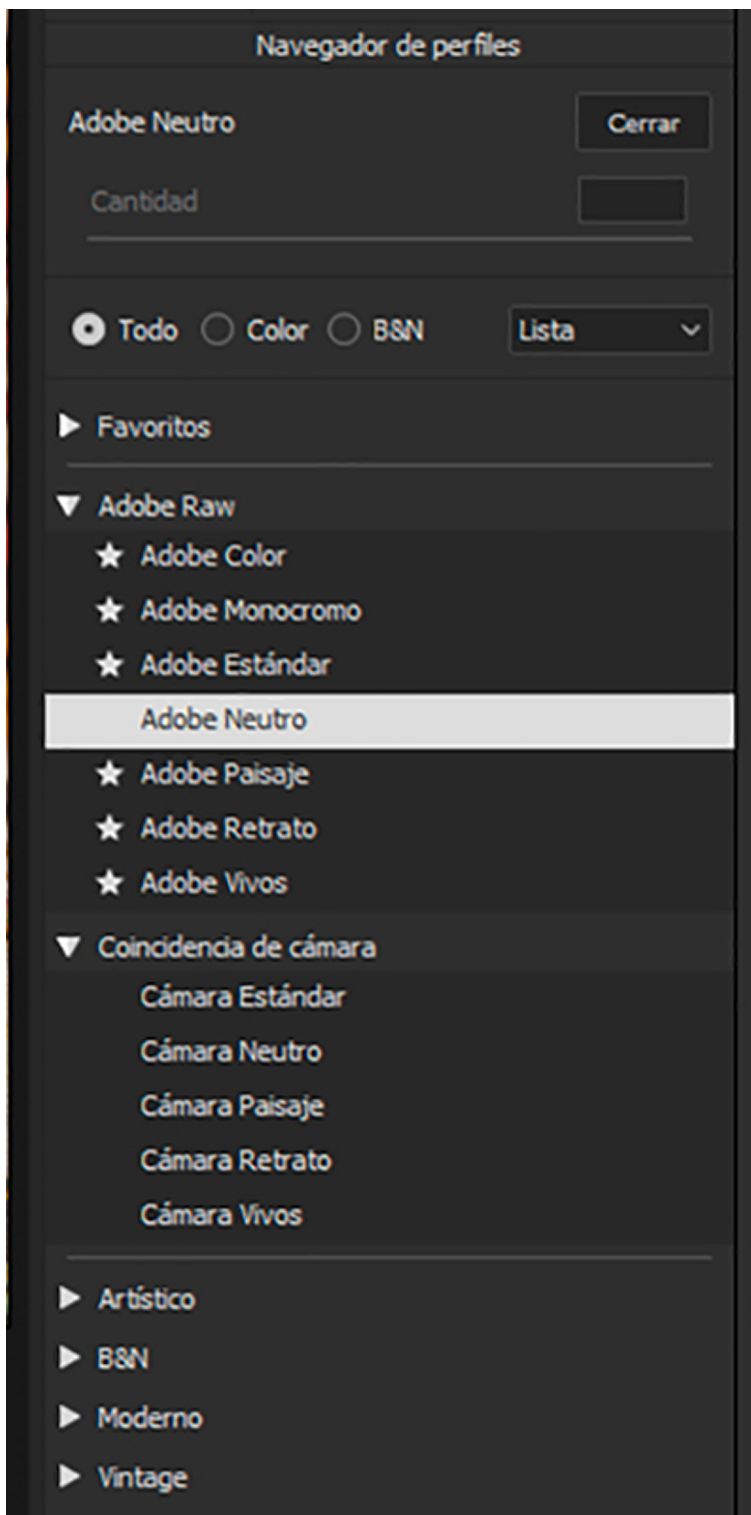 Navegador de perfiles
Adobe Neutro Cerrar
Cantidad
Todo Color B&N Lista
Favoritos
Adobe Raw
Adobe Color
Adobe Monocromo
Adobe Estándar
Adobe Neutro
Adobe Paisaje
Adobe Retrato
Adobe Vivos
Coincidencia de cámara
Cámara Estándar
Cámara Neutro
Cámara Paisaje
Cámara Retrato
Cámara Vivos
Artístico
B&N
Moderno
Vintage